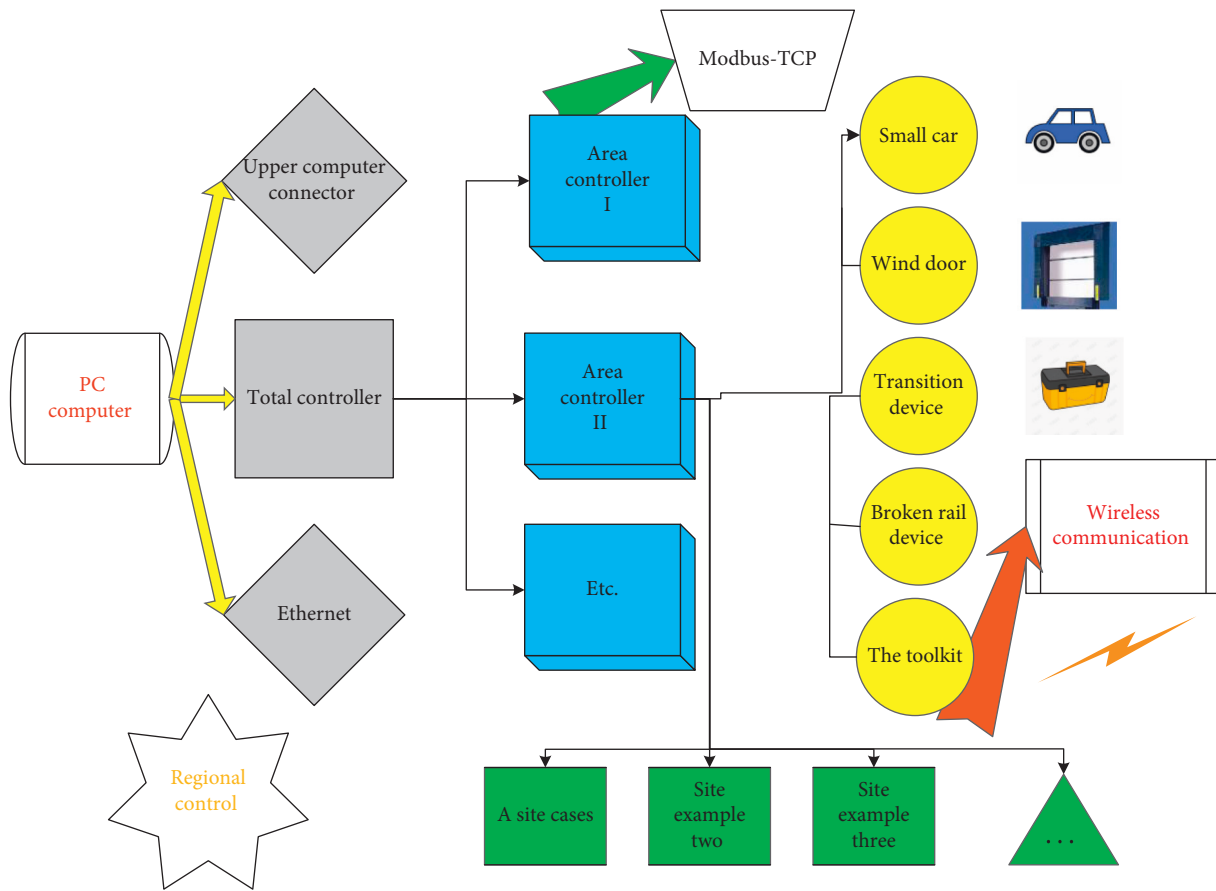 Modbus-TCP
Upper computer
connector
Area
controller
I
Small car
Wind door
PC
computer
Total controller
Area
controller
II
Transition
device
Broken rail
device
Wireless
communication
Ethernet
Etc.
The toolkit
Regional
control
A site cases
Site
example
two
Site
example
three
...